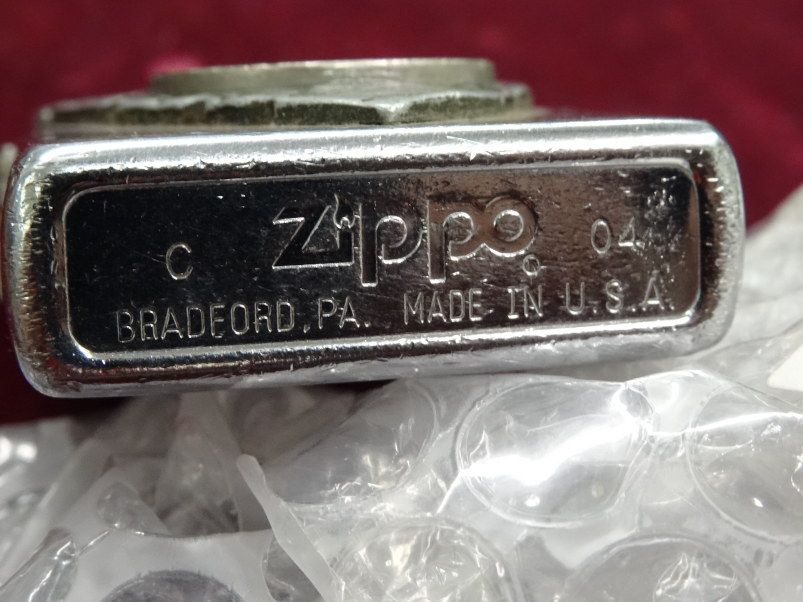 C Zippo 04
BRADFORD, PA. MADE IN U.S.A.